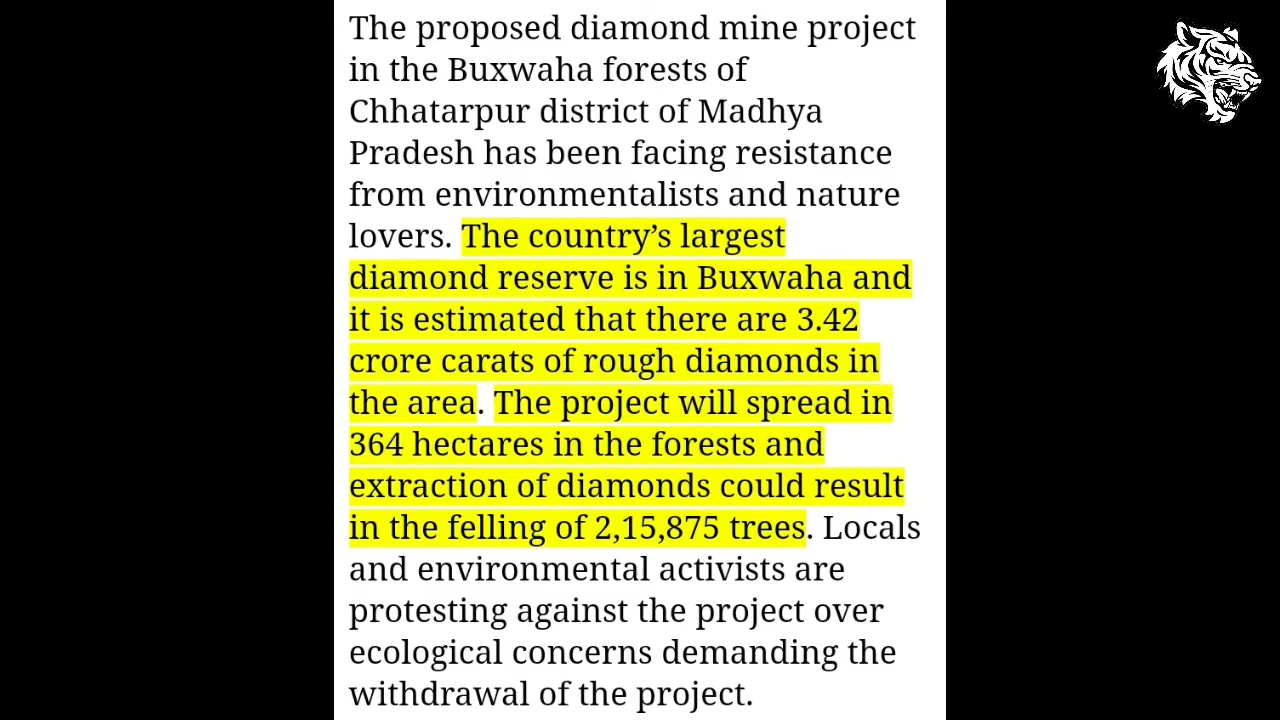 The proposed diamond mine project
in the Buxwaha forests of
Chhatarpur district of Madhya
Pradesh has been facing resistance
from environmentalists and nature
lovers. The country’s largest
diamond reserve is in Buxwaha and
it is estimated that there are 3.42
crore carats of rough diamonds in
the area. The project will spread in
364 hectares in the forests and
extraction of diamonds could result
in the felling of 2,15,875 trees. Locals
and environmental activists are
protesting against the project over
ecological concerns demanding the
withdrawal of the project.